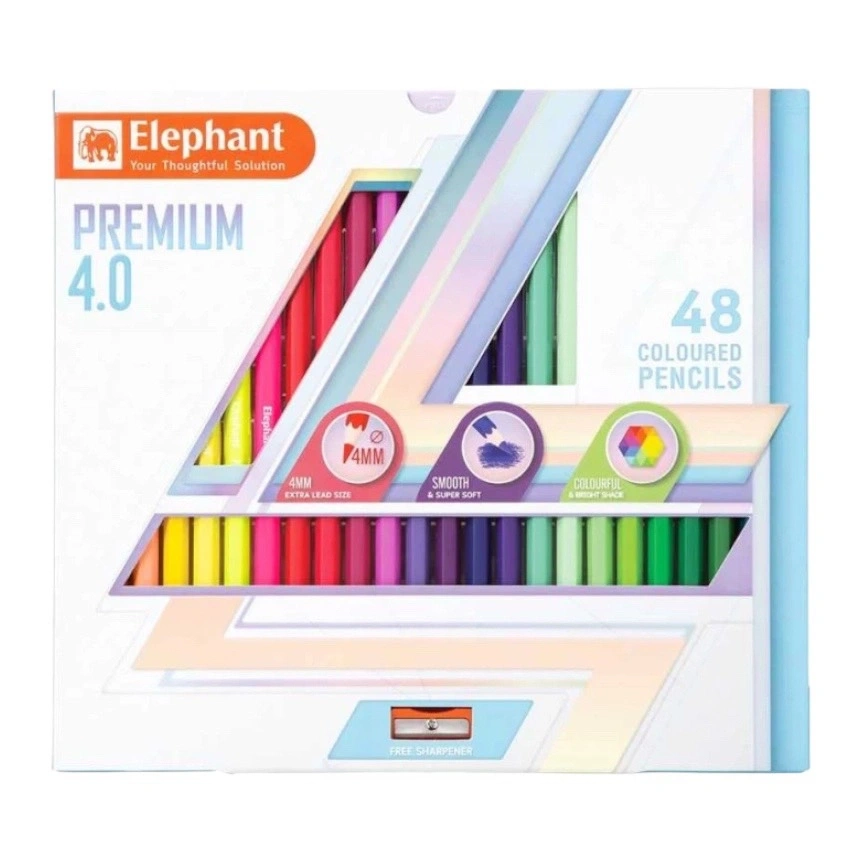 Elephant
Your Thoughtful Solution
PREMIUM
4.0
48
COLOURED
PENCILS
Elephant
4MM
4MM
EXTRA LEAD SIZE
SMOOTH
& SUPER SOFT
COLOURFUL
& BRIGHT SHADE
FREE SHARPENER